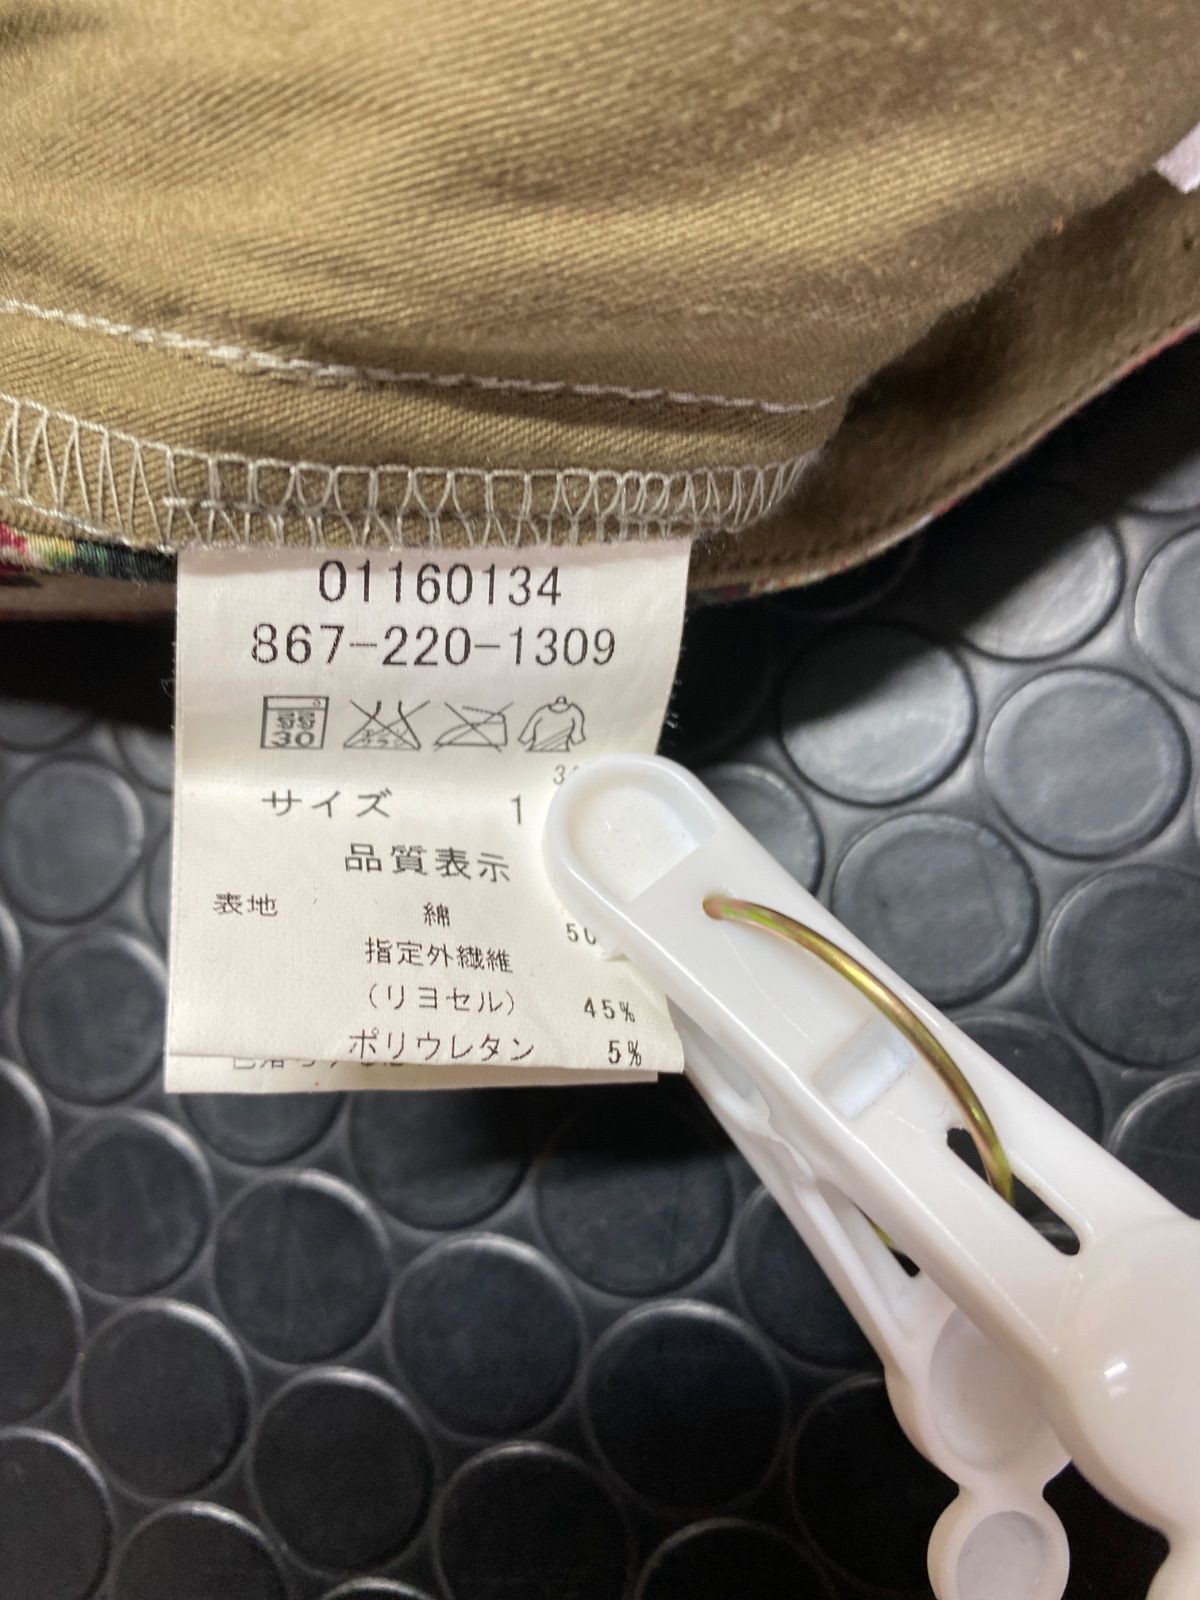 01160134
867-220-1309
弱
30
サイズ 1
品質表示
表地 綿
指定外繊維
(リヨセル) 45%
ポリウレタン 5%